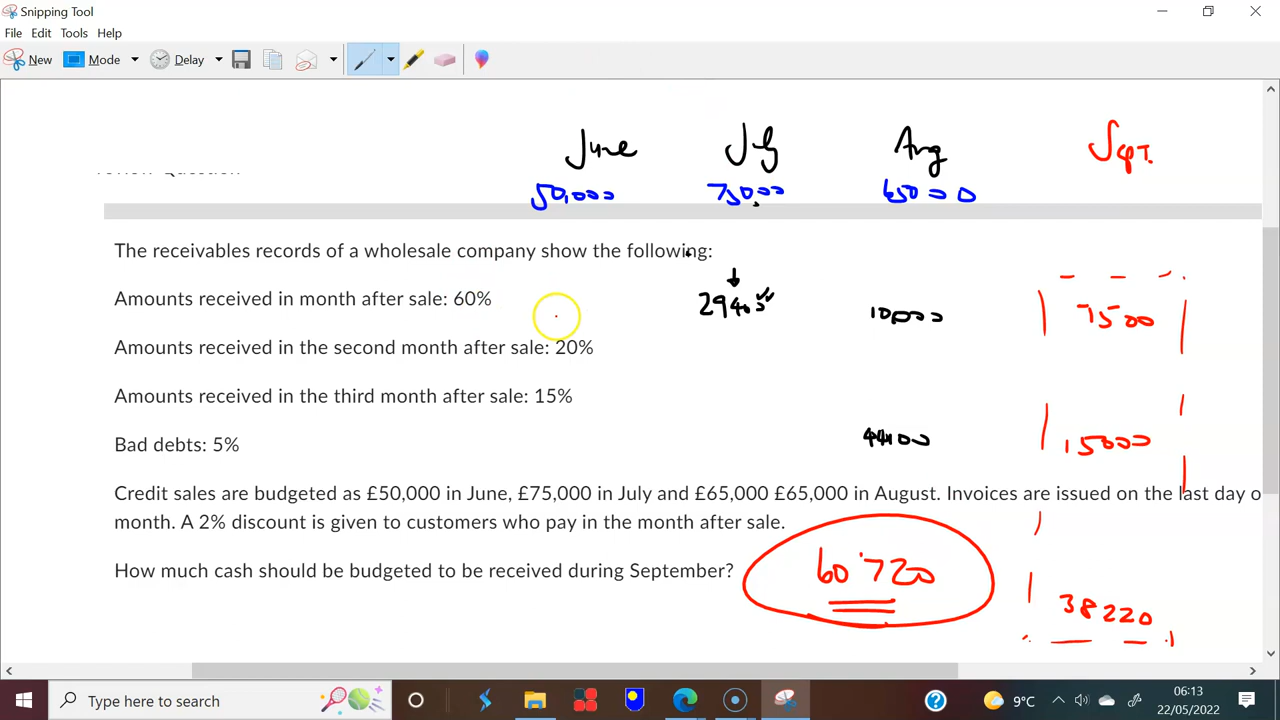 Snipping Tool
File Edit Tools Help
New Mode Delay
June July Aug Sept.
50,000 75000 65000
The receivables records of a wholesale company show the following:
Amounts received in month after sale: 60%
29400 10000 7500
Amounts received in the second month after sale: 20%
Amounts received in the third month after sale: 15%
Bad debts: 5%
44100 15000
Credit sales are budgeted as £50,000 in June, £75,000 in July and £65,000 £65,000 in August. Invoices are issued on the last day o
month. A 2% discount is given to customers who pay in the month after sale.
How much cash should be budgeted to be received during September?
60720
38220
Type here to search
9°C
06:13
22/05/2022